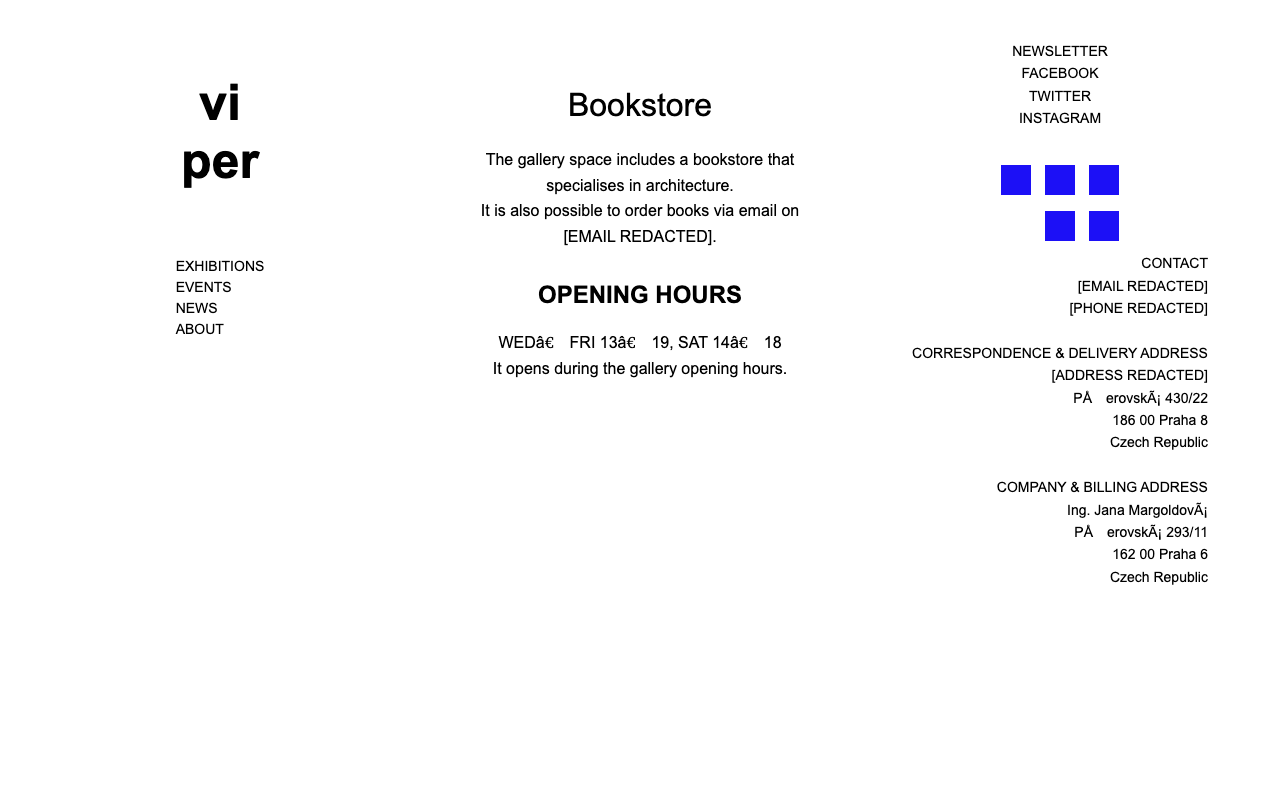 vi
per
EXHIBITIONS
EVENTS
NEWS
ABOUT
Bookstore
The gallery space includes a bookstore that
specialises in architecture.
It is also possible to order books via email on
[EMAIL REDACTED].
OPENING HOURS
WEDâ€ FRI 13â€ 19, SAT 14â€ 18
It opens during the gallery opening hours.
NEWSLETTER
FACEBOOK
TWITTER
INSTAGRAM
CONTACT
[EMAIL REDACTED]
[PHONE REDACTED]
CORRESPONDENCE & DELIVERY ADDRESS
[ADDRESS REDACTED]
PÅ erovskÃ¡ 430/22
186 00 Praha 8
Czech Republic
COMPANY & BILLING ADDRESS
Ing. Jana MargoldovÃ¡
PÅ erovskÃ¡ 293/11
162 00 Praha 6
Czech Republic